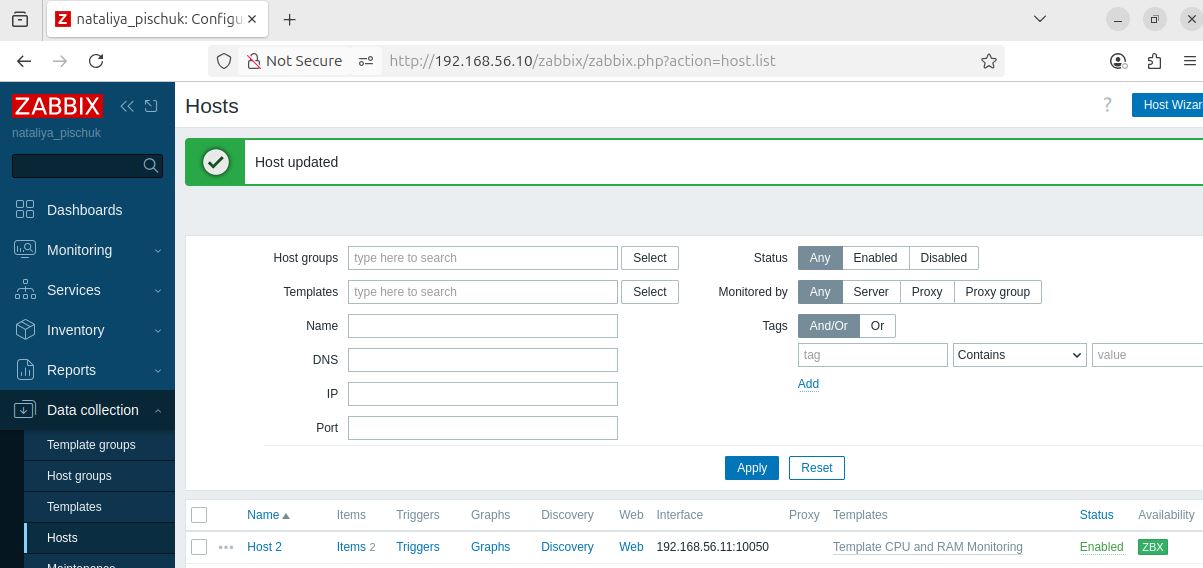 nataliya_pischuk: Configu
Not Secure http://192.168.56.10/zabbix/zabbix.php?action=host.list
ZABBIX
nataliya_pischuk
Dashboards
Monitoring
Services
Inventory
Reports
Data collection
Template groups
Host groups
Templates
Hosts
Maintenance
Hosts
? Host Wizar
Host updated
Host groups type here to search Select Status Any Enabled Disabled
Templates type here to search Select Monitored by Any Server Proxy Proxy group
Name Tags And/Or Or
DNS tag Contains value
IP Add
Port
Apply Reset
Name Items Triggers Graphs Discovery Web Interface Proxy Templates Status Availability
Host 2 Items 2 Triggers Graphs Discovery Web 192.168.56.11:10050 Template CPU and RAM Monitoring Enabled ZBX